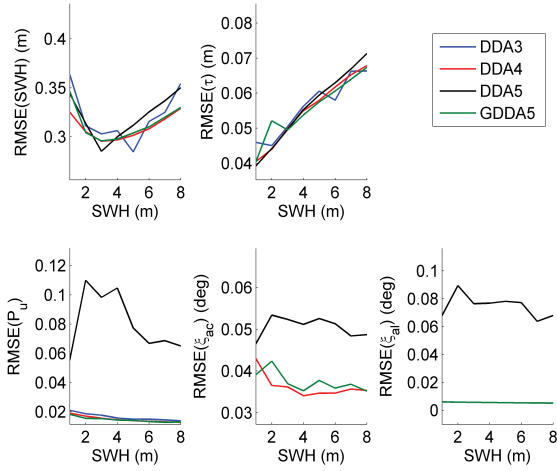 0.4
0.35
0.3
RMSE(SWH) (m)
2 4 6 8
SWH (m)
0.08
0.07
0.06
0.05
0.04
RMSE(τ) (m)
2 4 6 8
SWH (m)
DDA3
DDA4
DDA5
GDDA5
0.12
0.1
0.08
0.06
0.04
0.02
RMSE(Pu)
2 4 6 8
SWH (m)
0.06
0.05
0.04
0.03
RMSE(ξac) (deg)
2 4 6 8
SWH (m)
0.1
0.08
0.06
0.04
0.02
0
RMSE(ξal) (deg)
2 4 6 8
SWH (m)